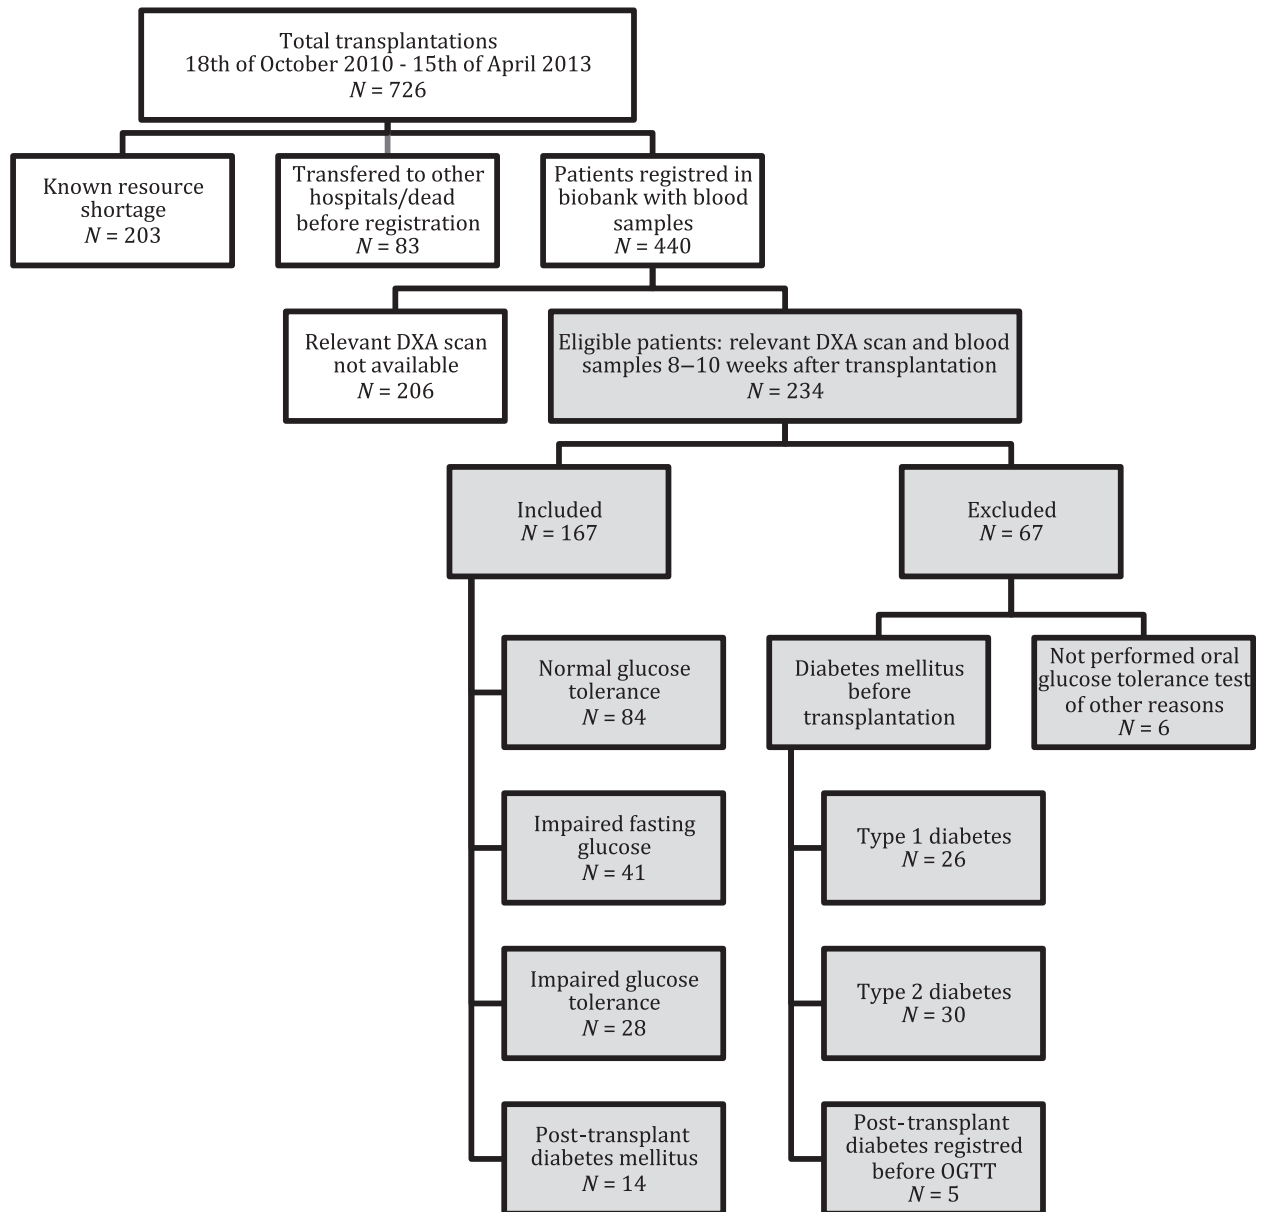 Total transplantations
18th of October 2010 - 15th of April 2013
N = 726
Known resource
shortage
N = 203
Transfered to other
hospitals/dead
before registration
N = 83
Patients registred in
biobank with blood
samples
N = 440
Relevant DXA scan
not available
N = 206
Eligible patients: relevant DXA scan and blood
samples 8–10 weeks after transplantation
N = 234
Included
N = 167
Excluded
N = 67
Normal glucose
tolerance
N = 84
Diabetes mellitus
before
transplantation
Not performed oral
glucose tolerance test
of other reasons
N = 6
Impaired fasting
glucose
N = 41
Type 1 diabetes
N = 26
Impaired glucose
tolerance
N = 28
Type 2 diabetes
N = 30
Post-transplant
diabetes mellitus
N = 14
Post-transplant
diabetes registred
before OGTT
N = 5